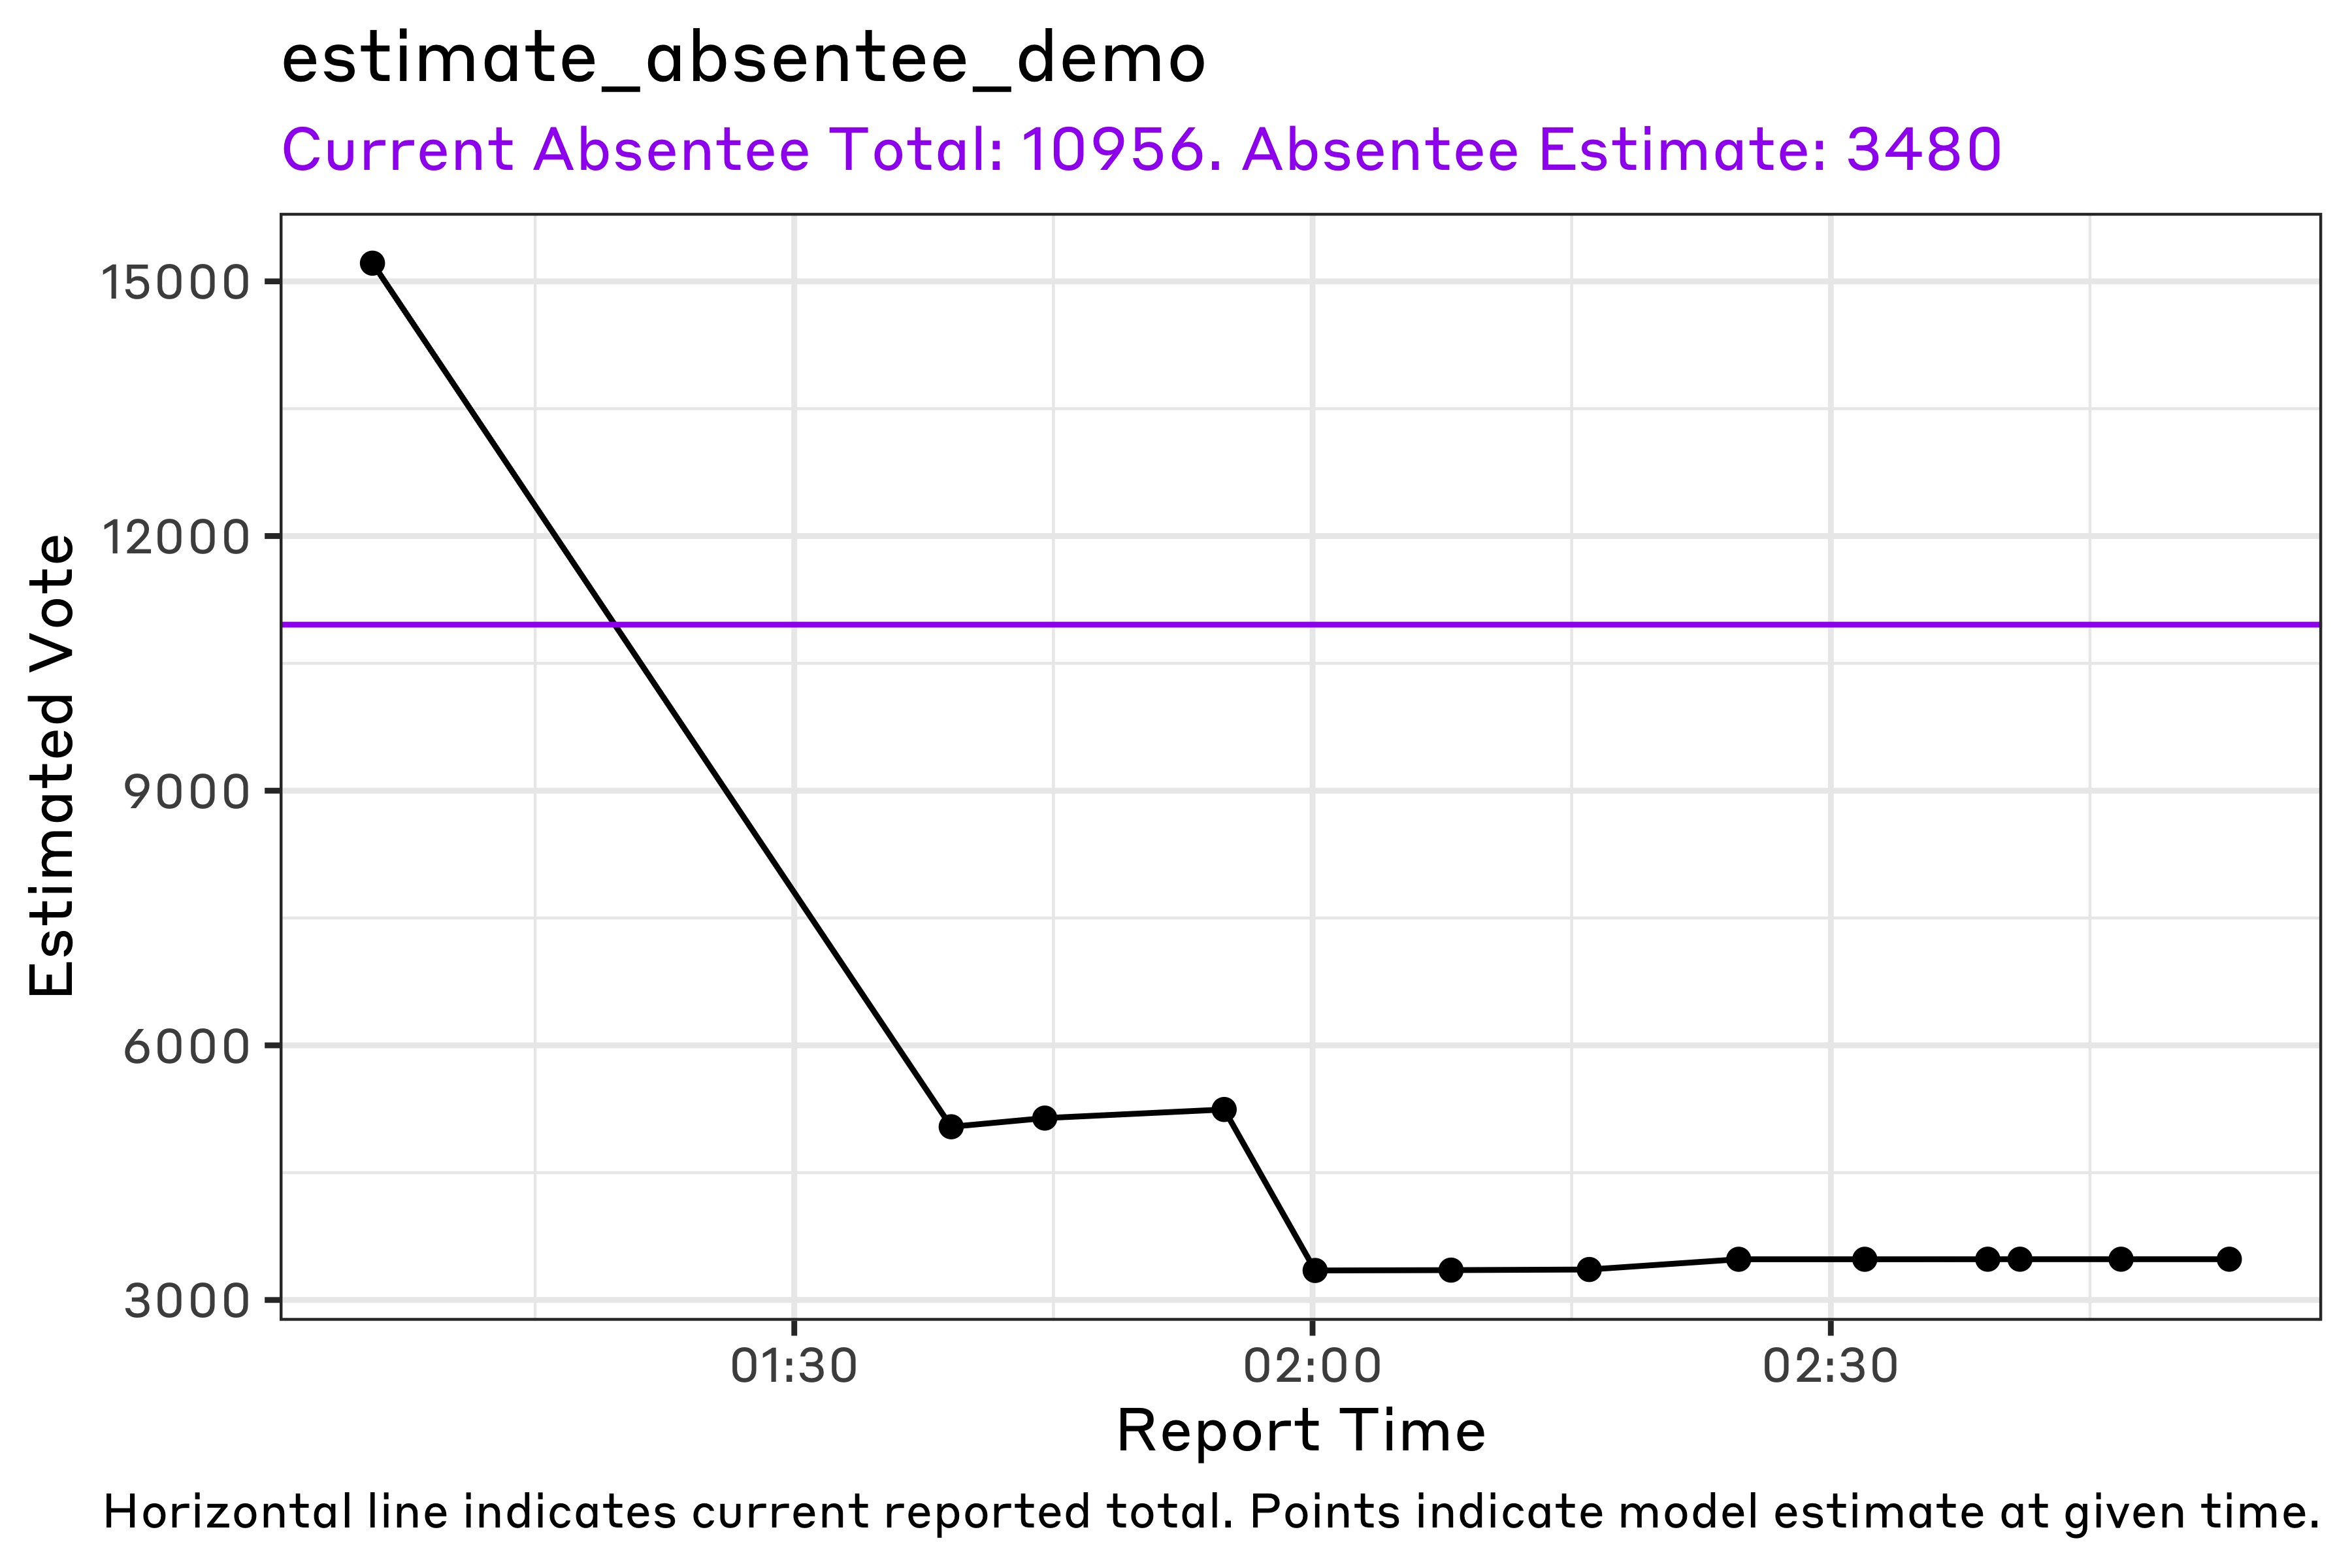 estimate_absentee_demo
Current Absentee Total: 10956. Absentee Estimate: 3480
Estimated Vote
15000
12000
9000
6000
3000
01:30 02:00 02:30
Report Time
Horizontal line indicates current reported total. Points indicate model estimate at given time.